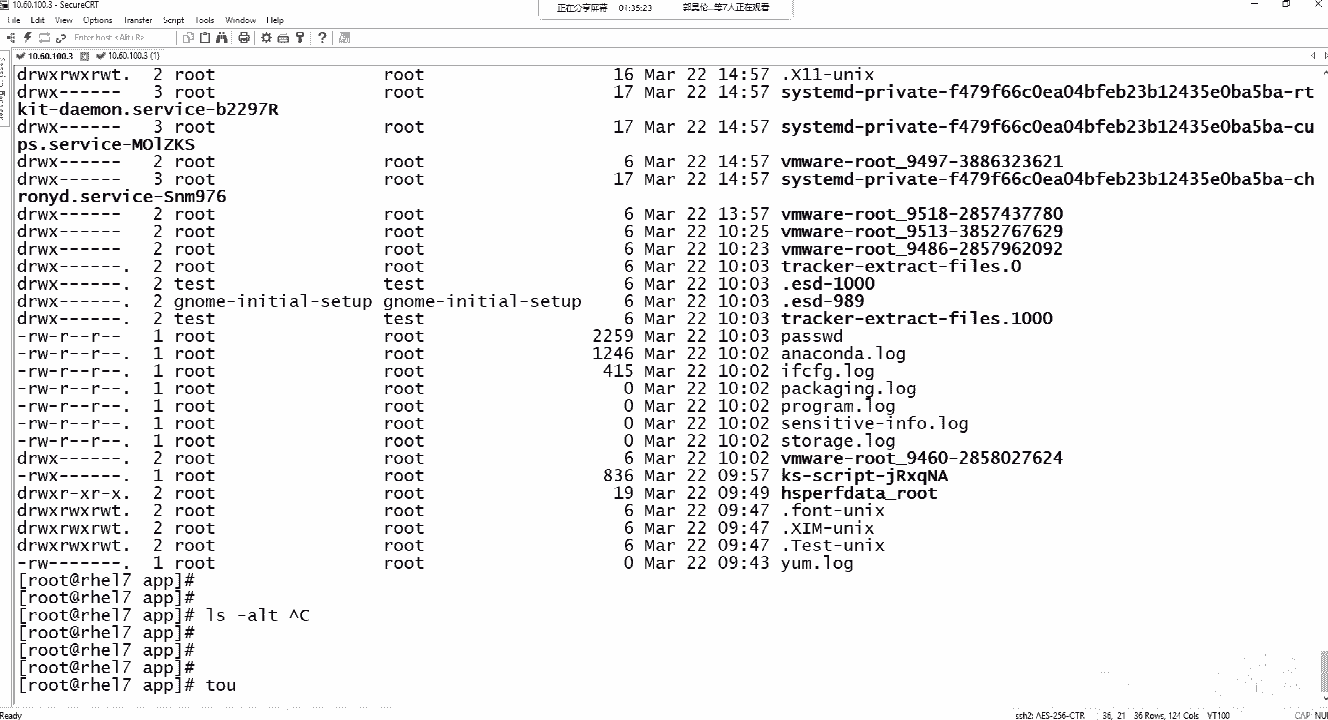 10.60.100.3 - SecureCRT
正在分享屏幕 01:35:23
File Edit View Options Transfer Script Tools Window Help
Enter host <Alt+R>
10.60.100.3 10.60.100.3 (1)
drwxrwxrwt. 2 root root 16 Mar 22 14:57 .X11-unix
drwx------ 3 root root 17 Mar 22 14:57 systemd-private-f479f66c0ea04bfeb23b12435e0ba5ba-rt
kit-daemon.service-b2297R
drwx------ 3 root root 17 Mar 22 14:57 systemd-private-f479f66c0ea04bfeb23b12435e0ba5ba-cu
ps.service-MOlZKS
drwx------ 2 root root 6 Mar 22 14:57 vmware-root_9497-3886323621
drwx------ 3 root root 17 Mar 22 14:57 systemd-private-f479f66c0ea04bfeb23b12435e0ba5ba-ch
ronyd.service-Snm976
drwx------ 2 root root 6 Mar 22 13:57 vmware-root_9518-2857437780
drwx------ 2 root root 6 Mar 22 10:25 vmware-root_9513-3852767629
drwx------ 2 root root 6 Mar 22 10:23 vmware-root_9486-2857962092
drwx------. 2 root root 6 Mar 22 10:03 tracker-extract-files.0
drwx------. 2 test test 6 Mar 22 10:03 .esd-1000
drwx------. 2 gnome-initial-setup gnome-initial-setup 6 Mar 22 10:03 .esd-989
drwx------. 2 test test 6 Mar 22 10:03 tracker-extract-files.1000
-rw-r--r-- 1 root root 2259 Mar 22 10:03 passwd
-rw-r--r--. 1 root root 1246 Mar 22 10:02 anaconda.log
-rw-r--r--. 1 root root 415 Mar 22 10:02 ifcfg.log
-rw-r--r--. 1 root root 0 Mar 22 10:02 packaging.log
-rw-r--r--. 1 root root 0 Mar 22 10:02 program.log
-rw-r--r--. 1 root root 0 Mar 22 10:02 sensitive-info.log
-rw-r--r--. 1 root root 0 Mar 22 10:02 storage.log
drwx------. 2 root root 6 Mar 22 10:02 vmware-root_9460-2858027624
-rwx------. 1 root root 836 Mar 22 09:57 ks-script-jRxqNA
drwxr-xr-x. 2 root root 19 Mar 22 09:49 hsperfdata_root
drwxrwxrwt. 2 root root 6 Mar 22 09:47 .font-unix
drwxrwxrwt. 2 root root 6 Mar 22 09:47 .XIM-unix
drwxrwxrwt. 2 root root 6 Mar 22 09:47 .Test-unix
-rw-------. 1 root root 0 Mar 22 09:43 yum.log
[root@rhel7 app]#
[root@rhel7 app]#
[root@rhel7 app]# ls -alt ^C
[root@rhel7 app]#
[root@rhel7 app]#
[root@rhel7 app]#
[root@rhel7 app]# tou
Ready ssh2: AES-256-CTR 36, 21 36 Rows, 124 Cols VT100 CAP NU